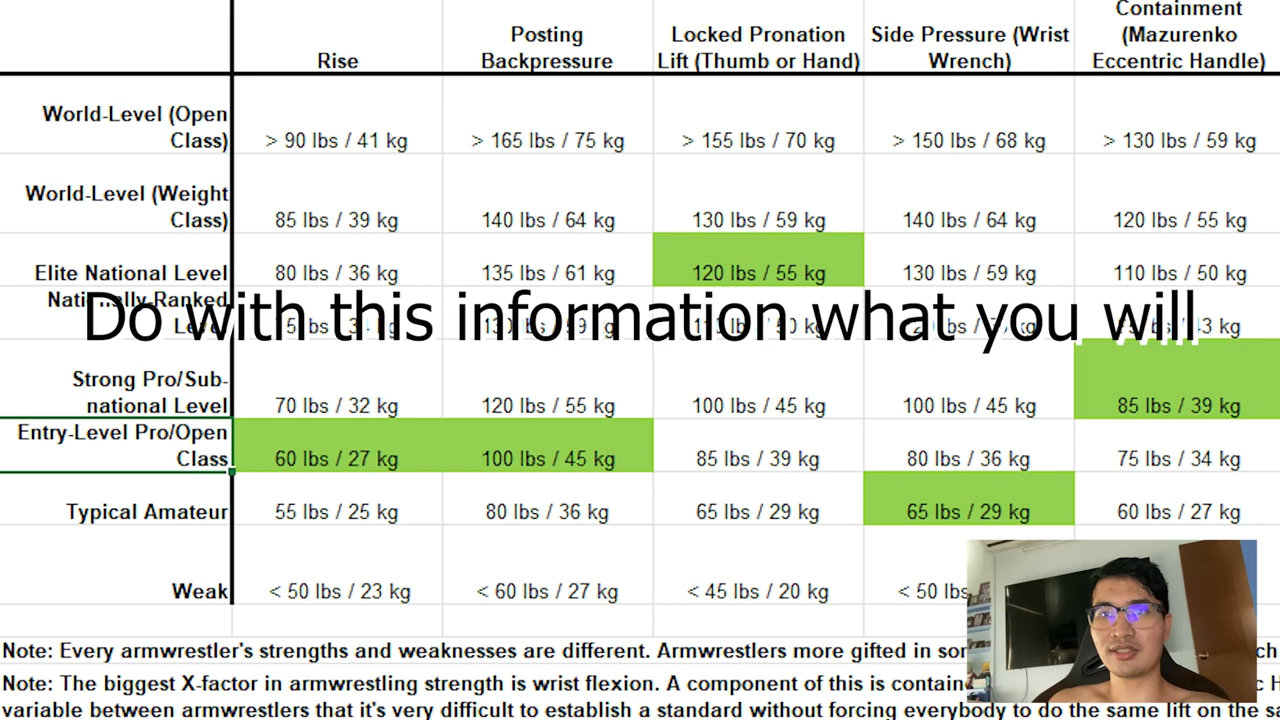 Containment
Posting Locked Pronation Side Pressure (Wrist (Mazurenko
Rise Backpressure Lift (Thumb or Hand) Wrench) Eccentric Handle)
World-Level (Open
Class) > 90 lbs / 41 kg > 165 lbs / 75 kg > 155 lbs / 70 kg > 150 lbs / 68 kg > 130 lbs / 59 kg
World-Level (Weight
Class) 85 lbs / 39 kg 140 lbs / 64 kg 130 lbs / 59 kg 140 lbs / 64 kg 120 lbs / 55 kg
Elite National Level 80 lbs / 36 kg 135 lbs / 61 kg 120 lbs / 55 kg 130 lbs / 59 kg 110 lbs / 50 kg
Nationally-Ranked
Do with this information what you will
Strong Pro/Sub-
national Level 70 lbs / 32 kg 120 lbs / 55 kg 100 lbs / 45 kg 100 lbs / 45 kg 85 lbs / 39 kg
Entry-Level Pro/Open
Class 60 lbs / 27 kg 100 lbs / 45 kg 85 lbs / 39 kg 80 lbs / 36 kg 75 lbs / 34 kg
Typical Amateur 55 lbs / 25 kg 80 lbs / 36 kg 65 lbs / 29 kg 65 lbs / 29 kg 60 lbs / 27 kg
Weak < 50 lbs / 23 kg < 60 lbs / 27 kg < 45 lbs / 20 kg < 50 lbs
Note: Every armwrestler's strengths and weaknesses are different. Armwrestlers more gifted in
Note: The biggest X-factor in armwrestling strength is wrist flexion. A component of this is
variable between armwrestlers that it's very difficult to establish a standard without forcing everybody to do the same lift on the